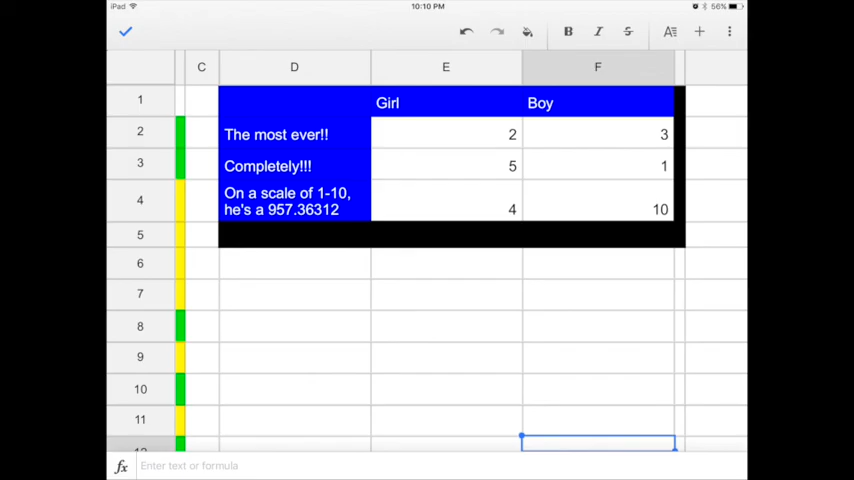 iPad 10:10 PM 56%
B I S A
C D E F
1 Girl Boy
2 The most ever!! 2 3
3 Completely!!! 5 1
4 On a scale of 1-10,
he's a 957.36312 4 10
5
6
7
8
9
10
11
12
fx Enter text or formula